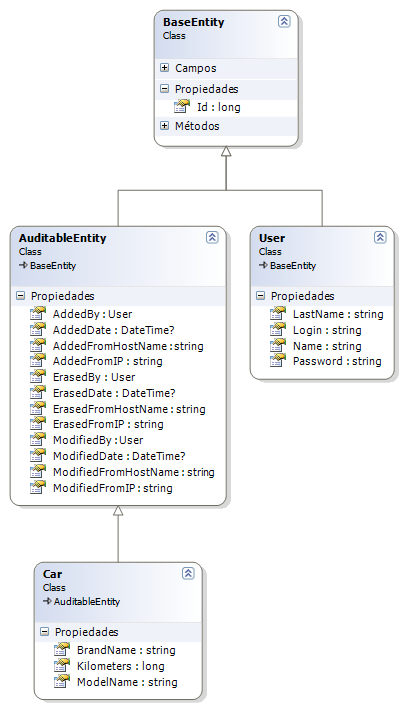 BaseEntity
Class
Campos
Propiedades
Id : long
Métodos
AuditableEntity
Class
BaseEntity
Propiedades
AddedBy : User
AddedDate : DateTime?
AddedFromHostName : string
AddedFromIP : string
ErasedBy : User
ErasedDate : DateTime?
ErasedFromHostName : string
ErasedFromIP : string
ModifiedBy : User
ModifiedDate : DateTime?
ModifiedFromHostName : string
ModifiedFromIP : string
User
Class
BaseEntity
Propiedades
LastName : string
Login : string
Name : string
Password : string
Car
Class
AuditableEntity
Propiedades
BrandName : string
Kilometers : long
ModelName : string